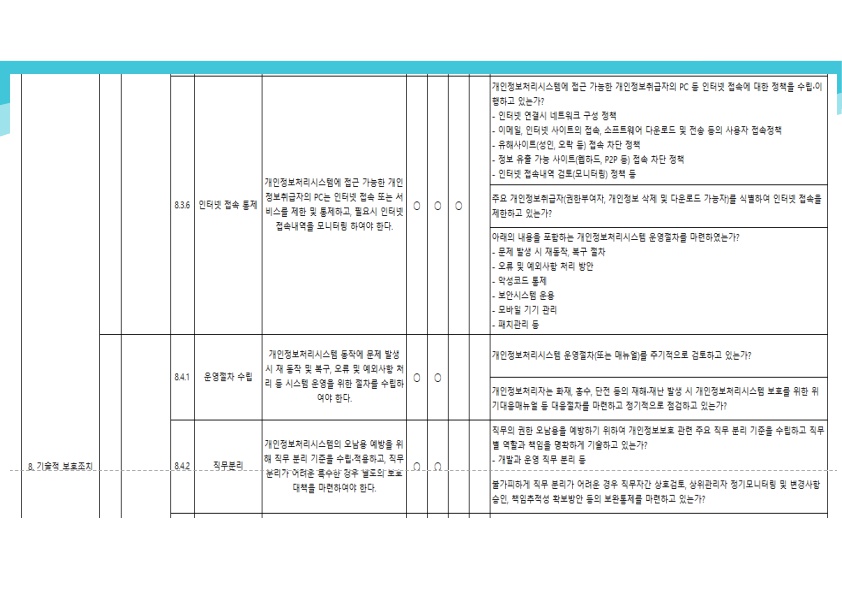 개인정보처리시스템에 접근 가능한 개인정보취급자의 PC 등 인터넷 접속에 대한 정책을 수립·이
행하고 있는가?
- 인터넷 연결시 네트워크 구성 정책
- 이메일, 인터넷 사이트의 접속, 소프트웨어 다운로드 및 전송 등의 사용자 접속정책
- 유해사이트(성인, 오락 등) 접속 차단 정책
- 정보 유출 가능 사이트(웹하드, P2P 등) 접속 차단 정책
- 인터넷 접속내역 검토(모니터링) 정책 등
8.3.6 인터넷 접속 통제
개인정보처리시스템에 접근 가능한 개인
정보취급자의 PC는 인터넷 접속 또는 서
비스를 제한 및 통제하고, 필요시 인터넷
접속내역을 모니터링 하여야 한다.
○ ○ ○
주요 개인정보취급자(권한부여자, 개인정보 삭제 및 다운로드 가능자)를 식별하여 인터넷 접속을
제한하고 있는가?
아래의 내용을 포함하는 개인정보처리시스템 운영절차를 마련하였는가?
- 문제 발생 시 재동작, 복구 절차
- 오류 및 예외사항 처리 방안
- 악성코드 통제
- 보안시스템 운용
- 모바일 기기 관리
- 패치관리 등
8.4.1 운영절차 수립
개인정보처리시스템 동작에 문제 발생
시 재 동작 및 복구, 오류 및 예외사항 처
리 등 시스템 운영을 위한 절차를 수립하
여야 한다.
○ ○
개인정보처리시스템 운영절차(또는 매뉴얼)를 주기적으로 검토하고 있는가?
개인정보처리자는 화재, 홍수, 단전 등의 재해·재난 발생 시 개인정보처리시스템 보호를 위한 위
기대응매뉴얼 등 대응절차를 마련하고 정기적으로 점검하고 있는가?
8. 기술적 보호조치
8.4.2 직무분리
개인정보처리시스템의 오남용 예방을 위
해 직무 분리 기준을 수립·적용하고, 직무
분리가 어려운 특수한 경우 별도의 보호
대책을 마련하여야 한다.
○ ○
직무의 권한 오남용을 예방하기 위하여 개인정보보호 관련 주요 직무 분리 기준을 수립하고 직무
별 역할과 책임을 명확하게 기술하고 있는가?
- 개발과 운영 직무 분리 등
불가피하게 직무 분리가 어려운 경우 직무자간 상호검토, 상위관리자 정기모니터링 및 변경사항
승인, 책임추적성 확보방안 등의 보완통제를 마련하고 있는가?